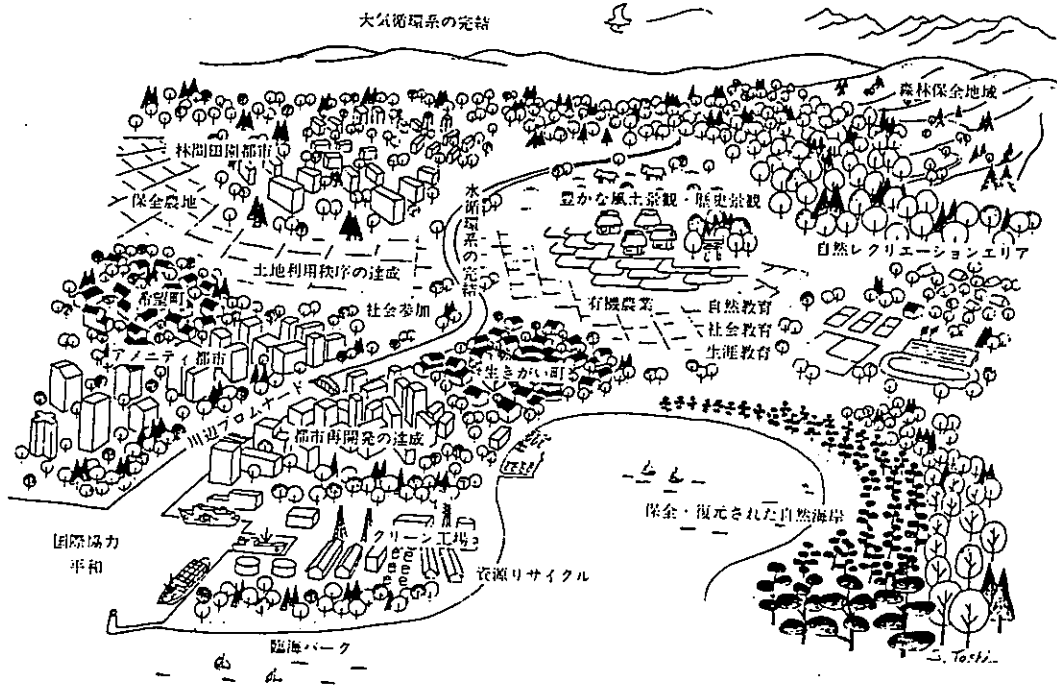 大気循環系の完結
森林保全地域
林間田園都市
保全農地
水循環系の完結
豊かな風土景観・歴史景観
自然レクリエーションエリア
土地利用秩序の達成
希望町
社会参加
有機農業
自然教育
社会教育
生涯教育
アメニティ都市
生きがい町
川辺プロムナード
都市再開発の達成
保全・復元された自然海岸
国際協力
平和
クリーン工場
資源リサイクル
臨海パーク